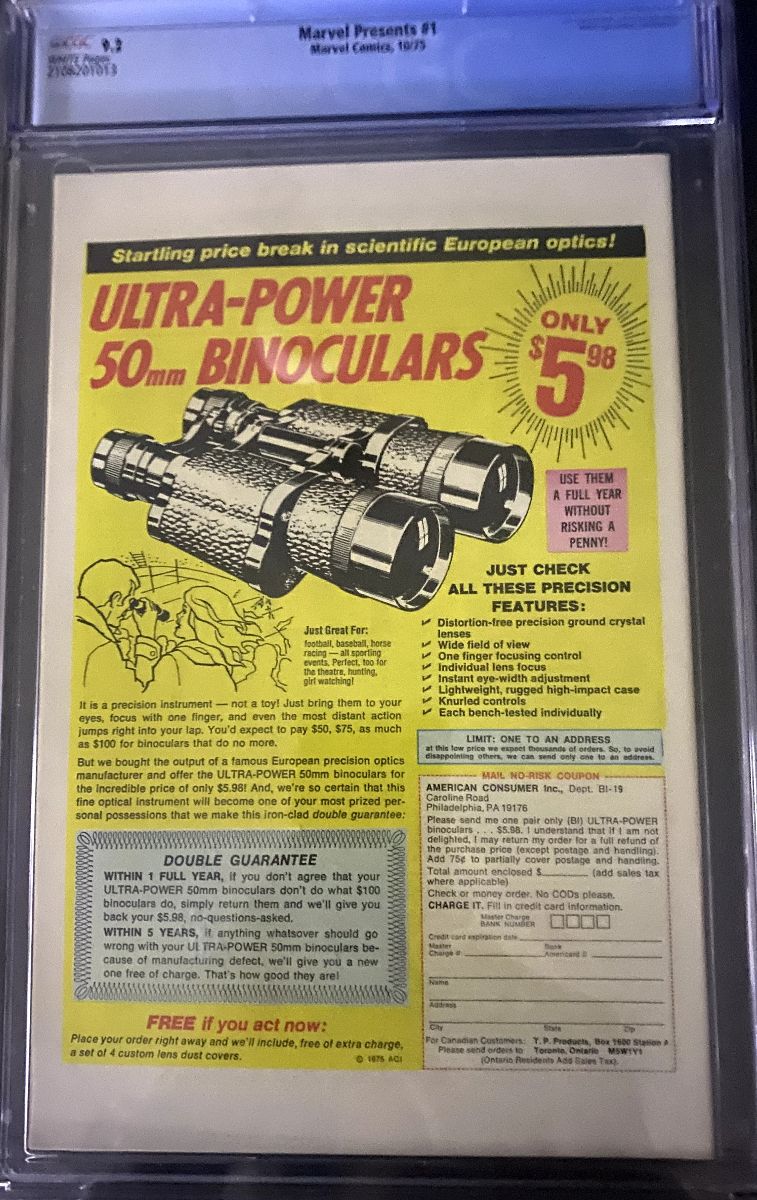 CGC 9.2
WHITE Pages
2108201013
Marvel Presents #1
Marvel Comics, 10/75
Startling price break in scientific European optics!
ULTRA-POWER
50mm BINOCULARS
ONLY
$5 98
USE THEM
A FULL YEAR
WITHOUT
RISKING A
PENNY!
JUST CHECK
ALL THESE PRECISION
FEATURES:
✓ Distortion-free precision ground crystal
lenses
✓ Wide field of view
✓ One finger focusing control
✓ Individual lens focus
✓ Instant eye-width adjustment
✓ Lightweight, rugged high-impact case
✓ Knurled controls
✓ Each bench-tested individually
Just Great For:
football, baseball, horse
racing — all sporting
events. Perfect, too for
the theatre, hunting,
girl watching!
It is a precision instrument — not a toy! Just bring them to your
eyes, focus with one finger, and even the most distant action
jumps right into your lap. You'd expect to pay $50, $75, as much
as $100 for binoculars that do no more.
But we bought the output of a famous European precision optics
manufacturer and offer the ULTRA-POWER 50mm binoculars for
the incredible price of only $5.98! And, we're so certain that this
fine optical instrument will become one of your most prized per-
sonal possessions that we make this iron-clad double guarantee:
DOUBLE GUARANTEE
WITHIN 1 FULL YEAR, if you don't agree that your
ULTRA-POWER 50mm binoculars don't do what $100
binoculars do, simply return them and we'll give you
back your $5.98, no-questions-asked.
WITHIN 5 YEARS, if anything whatsover should go
wrong with your ULTRA-POWER 50mm binoculars be-
cause of manufacturing defect, we'll give you a new
one free of charge. That's how good they are!
FREE if you act now:
Place your order right away and we'll include, free of extra charge,
a set of 4 custom lens dust covers.
© 1975 ACI
LIMIT: ONE TO AN ADDRESS
at this low price we expect thousands of orders. So, to avoid
disappointing others, we can send only one to an address.
MAIL NO-RISK COUPON
AMERICAN CONSUMER Inc., Dept. BI-19
Caroline Road
Philadelphia, PA 19176
Please send me one pair only (BI) ULTRA-POWER
binoculars . . . $5.98. I understand that if I am not
delighted, I may return my order for a full refund of
the purchase price (except postage and handling).
Add 75¢ to partially cover postage and handling.
Total amount enclosed $ (add sales tax
where applicable)
Check or money order. No CODs please.
CHARGE IT. Fill in credit card information.
Master Charge
BANK NUMBER
Credit card expiration date
Master
Charge #
Bank
Americard #
Name
Address
City State Zip
For Canadian Customers: T. P. Products, Box 1600 Station A
Please send orders to: Toronto, Ontario M5W1Y1
(Ontario Residents Add Sales Tax).